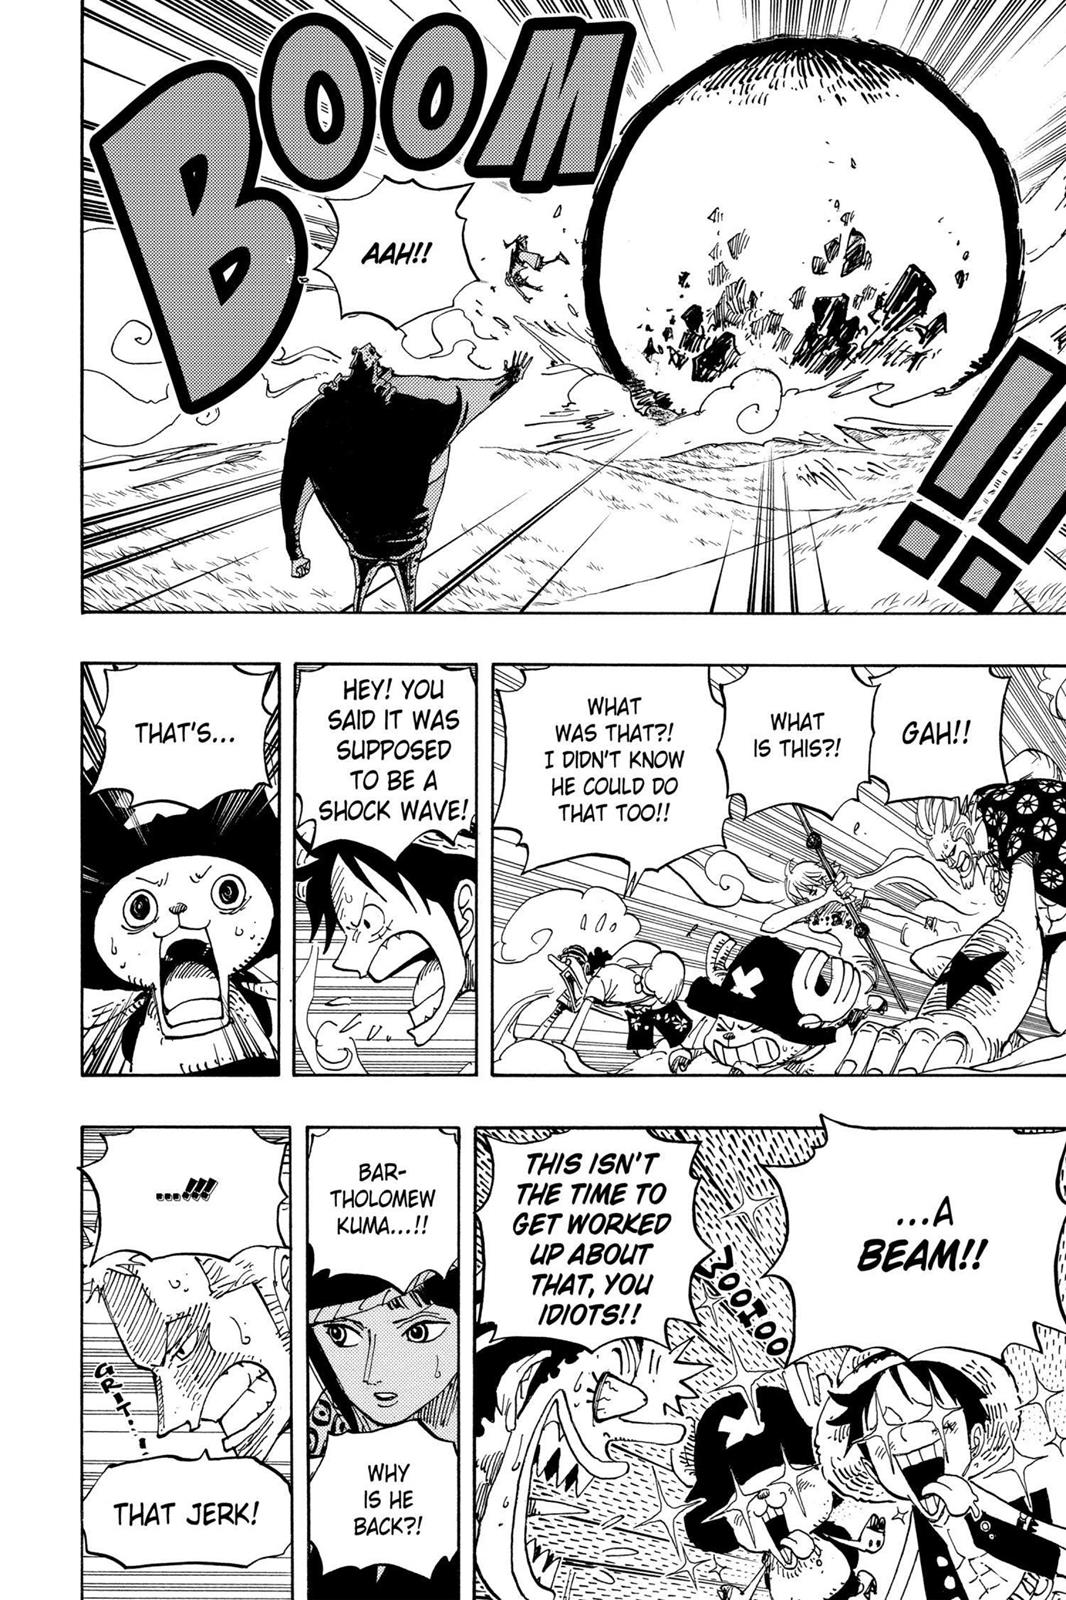 BOOM
!!
AAH!!
GAH!!
WHAT
IS THIS?!
WHAT
WAS THAT?!
I DIDN'T KNOW
HE COULD DO
THAT TOO!!
HEY! YOU
SAID IT WAS
SUPPOSED
TO BE A
SHOCK WAVE!
THAT'S...
...A
BEAM!!
WOOIOO
THIS ISN'T
THE TIME TO
GET WORKED
UP ABOUT
THAT, YOU
IDIOTS!!
BAR-
THOLOMEW
KUMA...!!
WHY
IS HE
BACK?!
....!!!
GRIT...
THAT JERK!